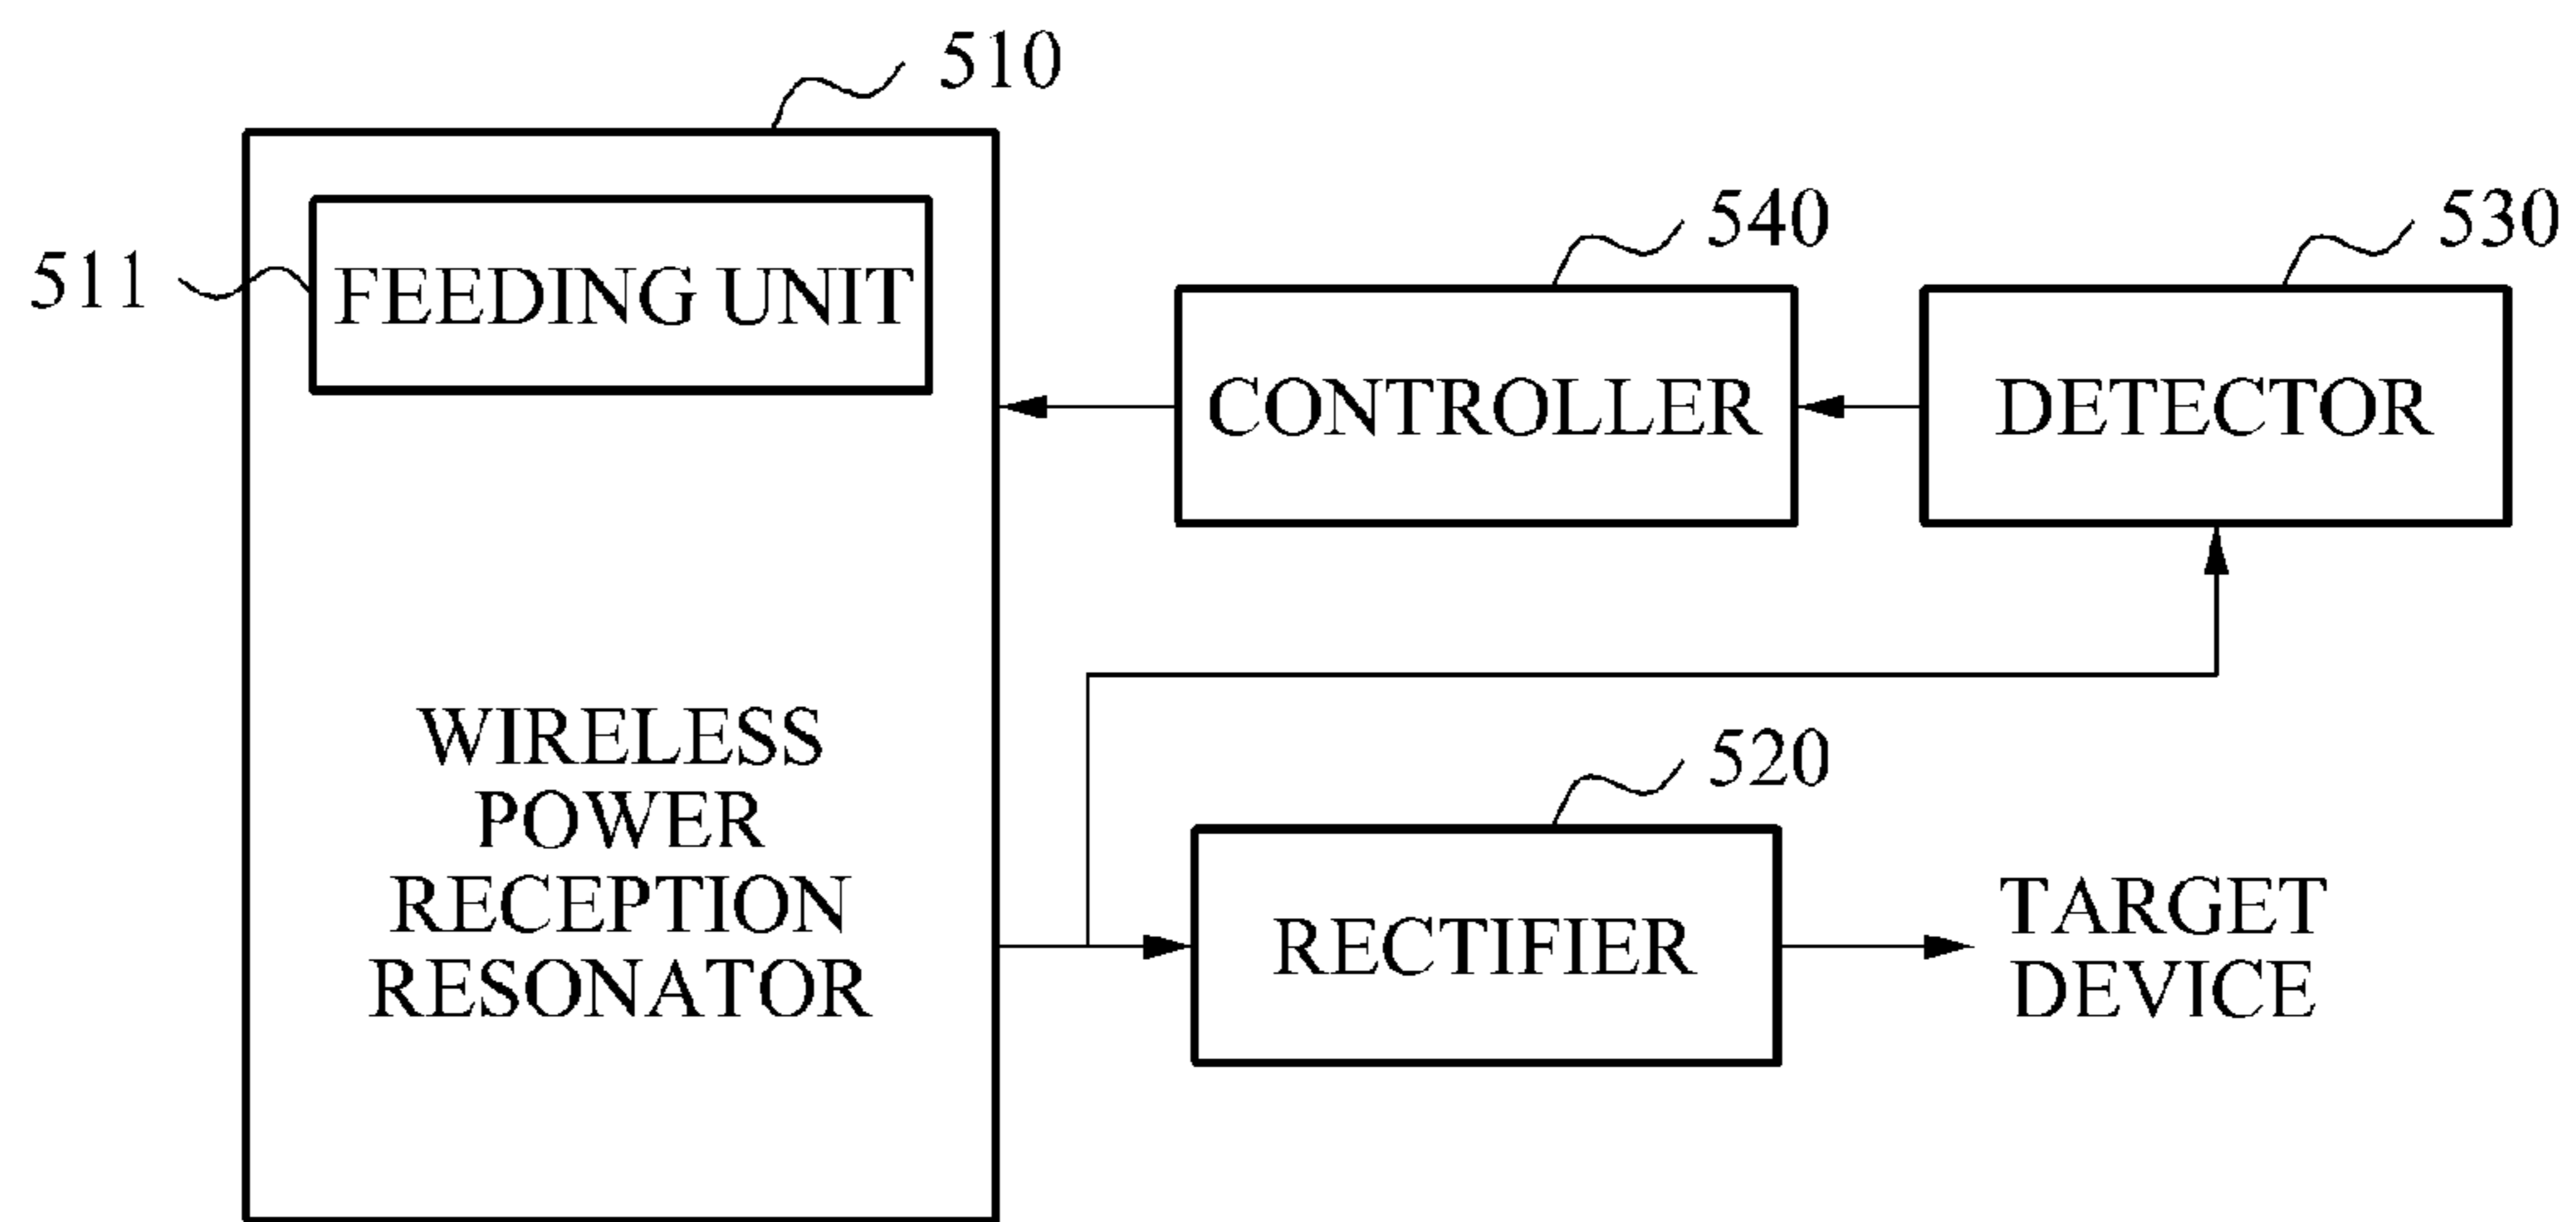 510
540
530
511
FEEDING UNIT
CONTROLLER
DETECTOR
WIRELESS
POWER
RECEPTION
RESONATOR
520
RECTIFIER
TARGET
DEVICE